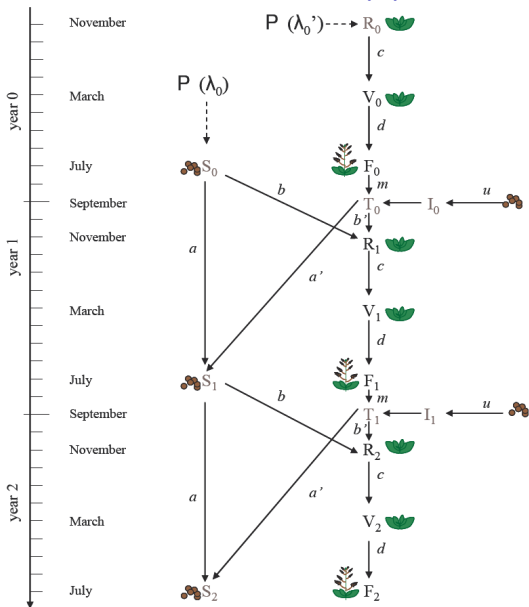 November P (λ₀') R₀
c
year 0
March V₀
P (λ₀)
d
July S₀ F₀
b m
September T₀ I₀ u
b'
November R₁
year 1
a a' c
March V₁
d
July S₁ F₁
b m
September T₁ I₁ u
b'
November R₂
year 2
a a' c
March V₂
d
July S₂ F₂